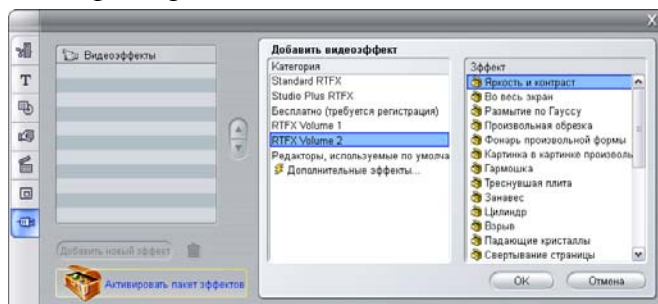 X
Видеоэффекты
T
Добавить новый эффект
Активировать пакет эффектов
Добавить видеоэффект
Категория
Standard RTFX
Studio Plus RTFX
Бесплатно (требуется регистрация)
RTFX Volume 1
RTFX Volume 2
Редакторы, используемые по умолча
Дополнительные эффекты...
Эффект
Яркость и контраст
Во весь экран
Размытие по Гауссу
Произвольная обрезка
Фонарь произвольной формы
Картинка в картинке произволь
Гармошка
Треснувшая плита
Занавес
Цилиндр
Взрыв
Падающие кристаллы
Свертывание страницы
OK
Отмена